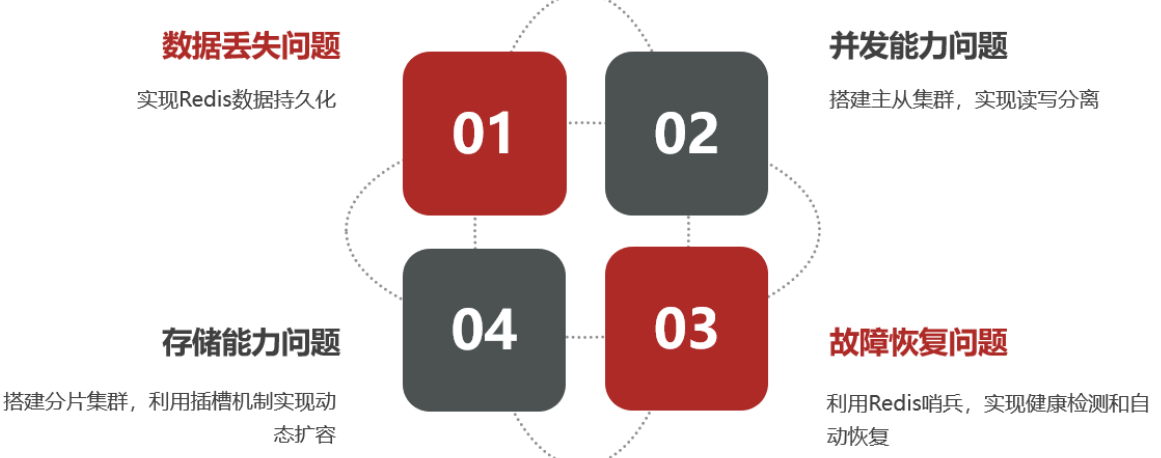 数据丢失问题
实现Redis数据持久化
01
02
并发能力问题
搭建主从集群，实现读写分离
存储能力问题
搭建分片集群，利用插槽机制实现动
态扩容
04
03
故障恢复问题
利用Redis哨兵，实现健康检测和自
动恢复